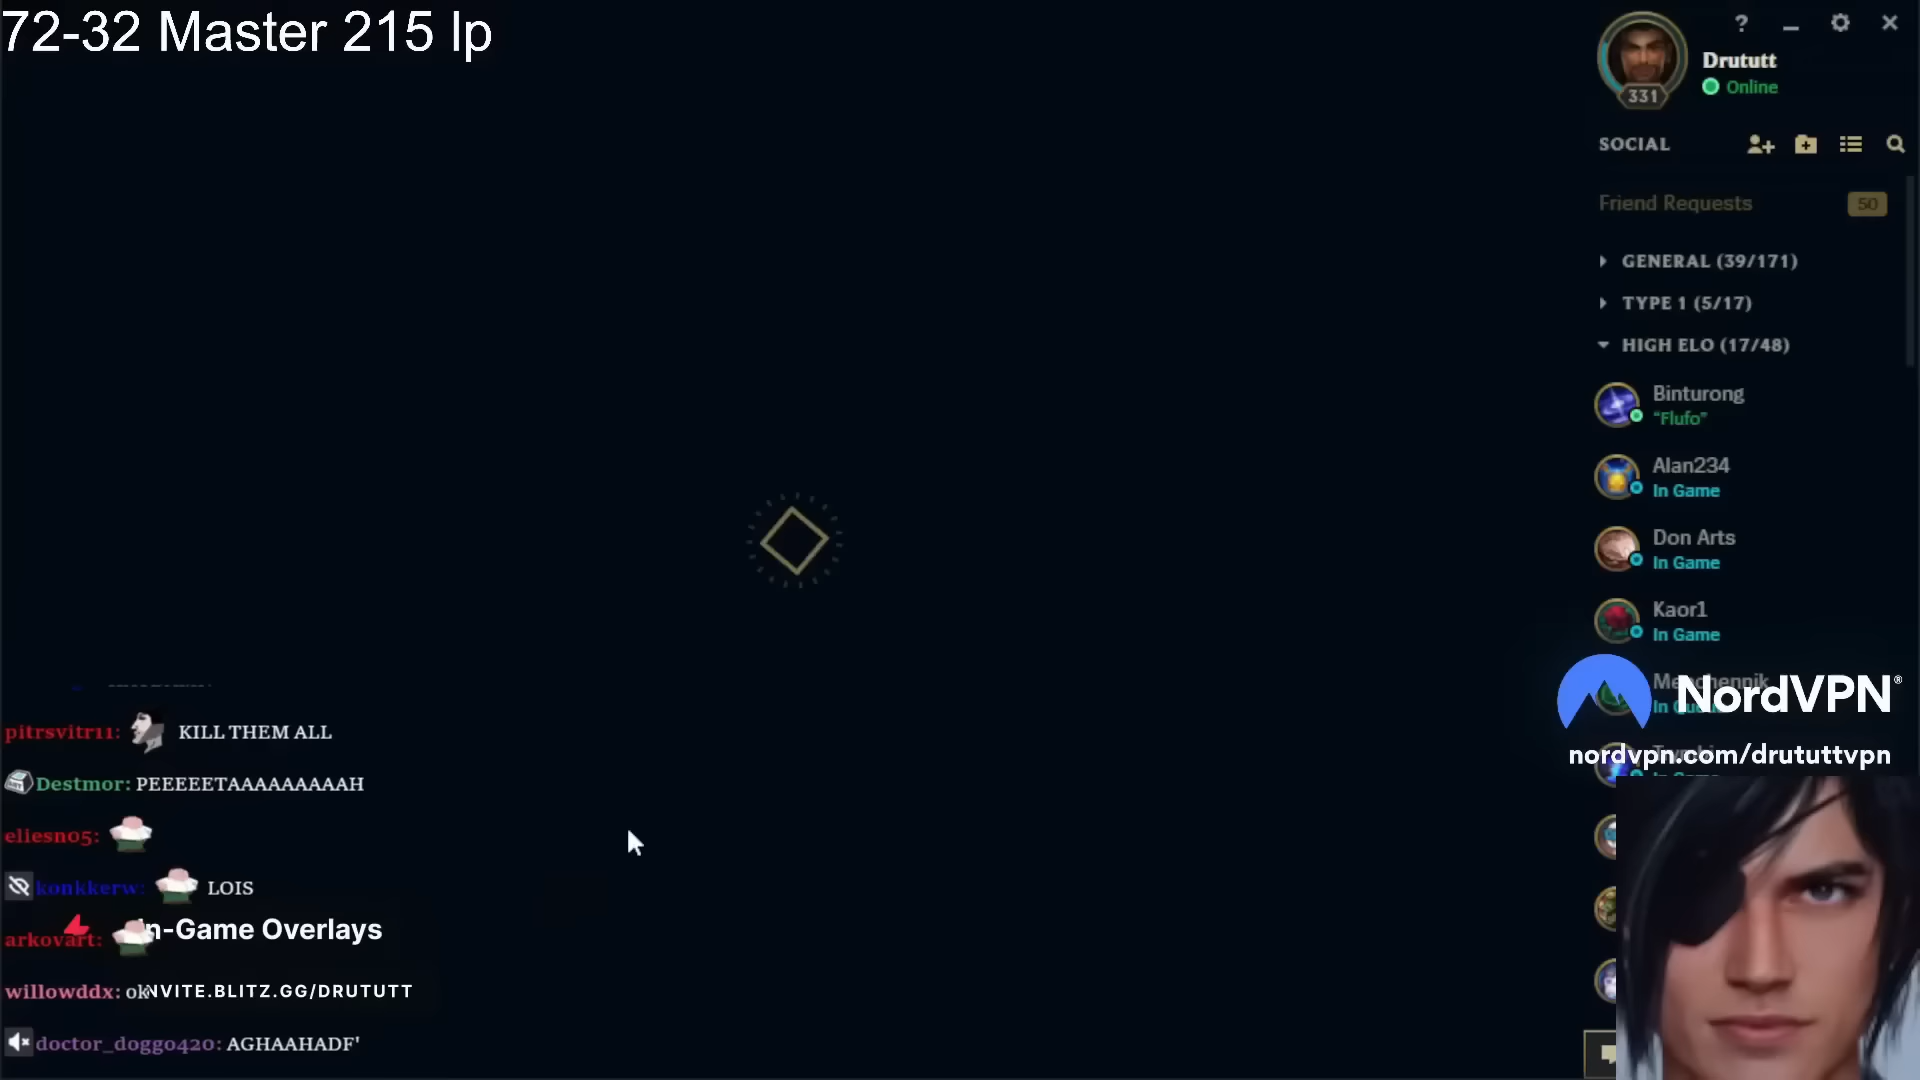 72-32 Master 215 lp
?
Drututt
Online
331
SOCIAL
Friend Requests
50
GENERAL (39/171)
TYPE 1 (5/17)
HIGH ELO (17/48)
Binturong
"Flufo"
Alan234
In Game
Don Arts
In Game
Kaor1
In Game
NordVPN®
nordvpn.com/drututtvpn
pitrsvitr11: KILL THEM ALL
Destmor: PEEEEETAAAAAAAAAH
eliesn05:
konkkerw: LOIS
arkovart:
n-Game Overlays
willowddx: ok
NVITE.BLITZ.GG/DRUTUTT
doctor_doggo420: AGHAAHADF'